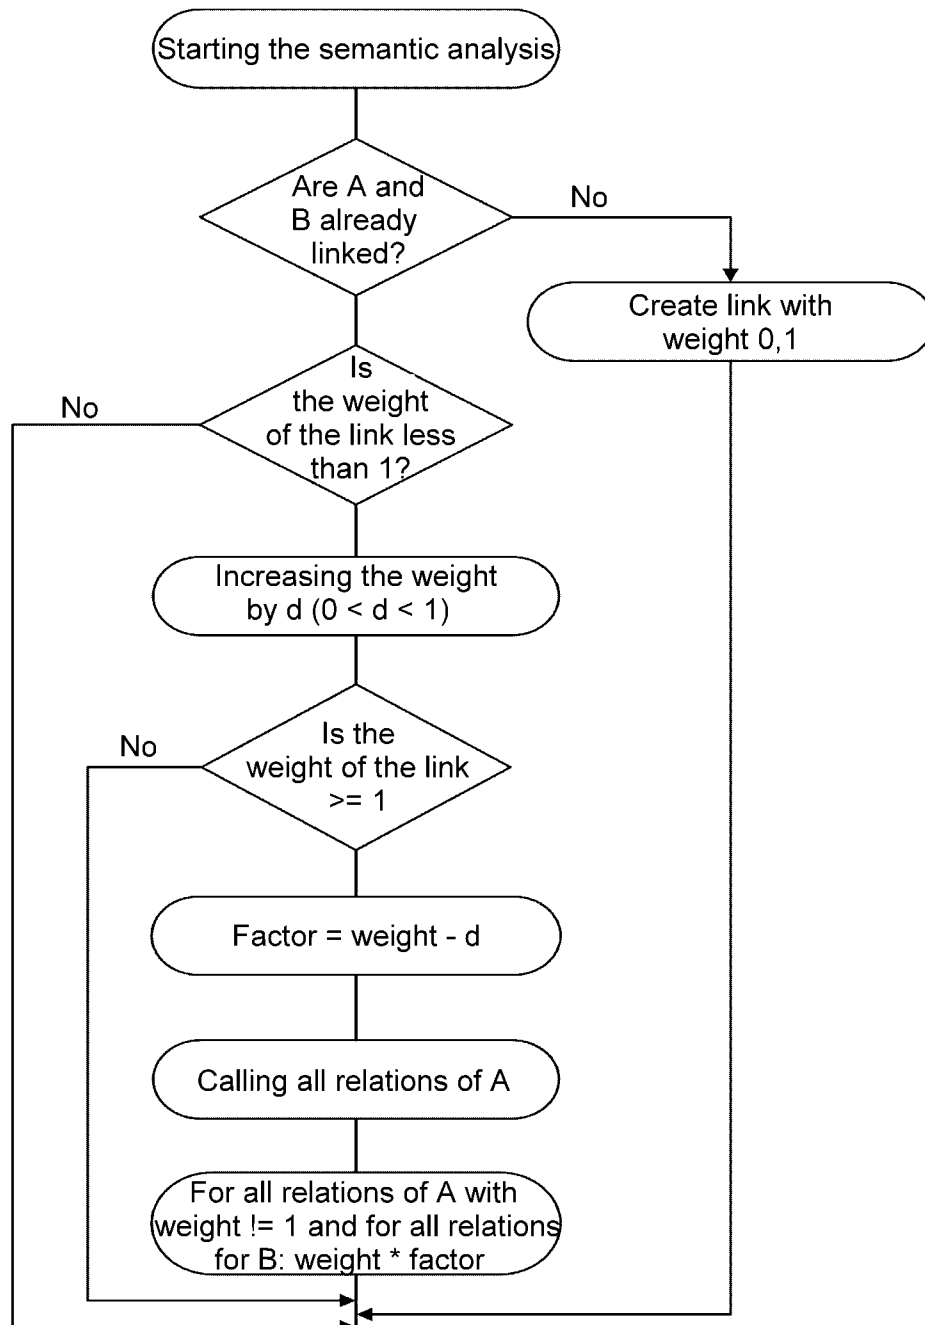 Starting the semantic analysis
Are A and
B already
linked?
No
Create link with
weight 0,1
Is
the weight
of the link less
than 1?
No
Increasing the weight
by d (0 < d < 1)
Is the
weight of the link
>= 1
No
Factor = weight - d
Calling all relations of A
For all relations of A with
weight != 1 and for all relations
for B: weight * factor